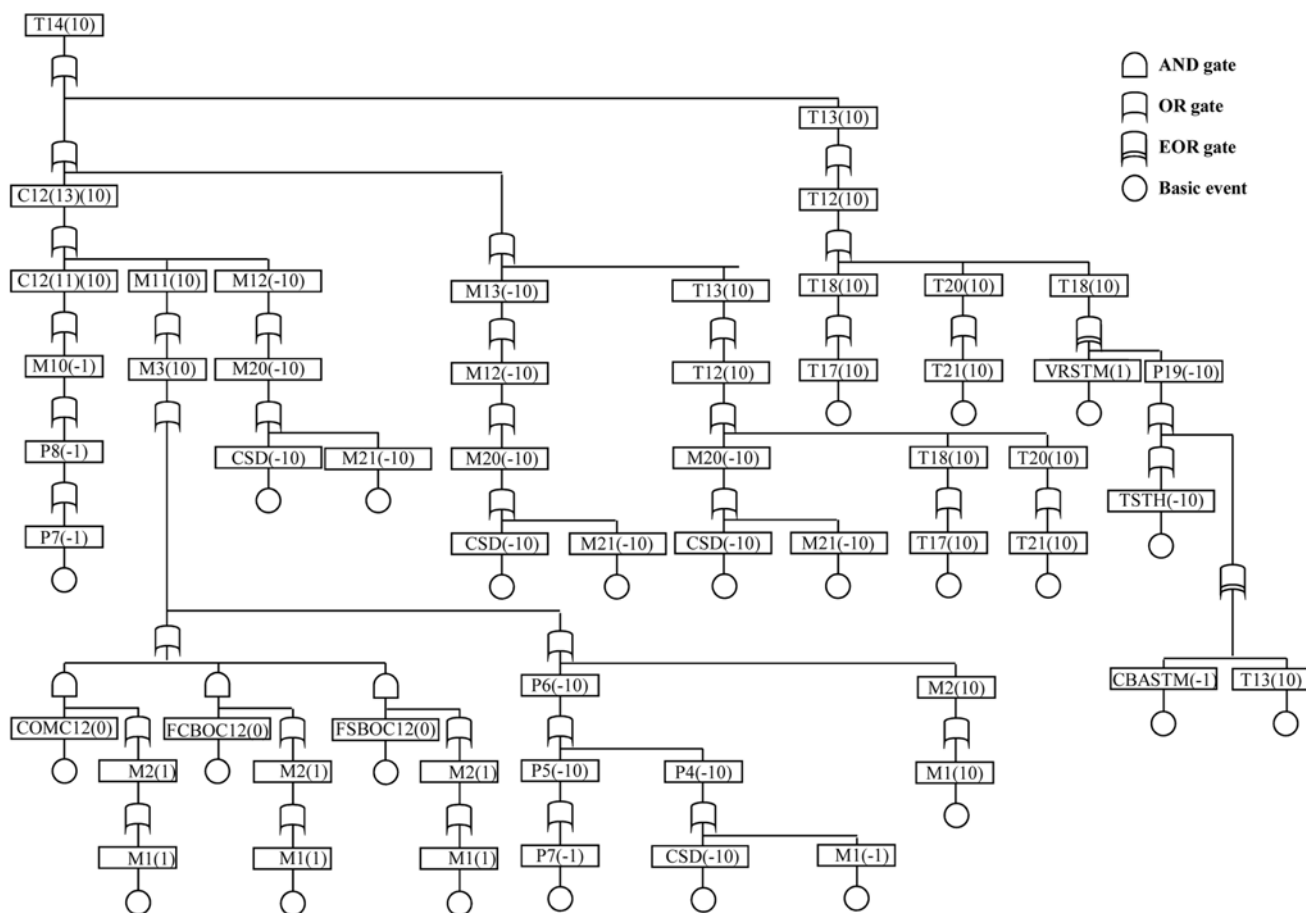 T14(10)
AND gate
OR gate
EOR gate
Basic event
T13(10)
C12(13)(10)
T12(10)
C12(11)(10) M11(10) M12(-10)
M13(-10) T13(10) T18(10) T20(10) T18(10)
M10(-1) M3(10) M20(-10) M12(-10) T12(10) T17(10) T21(10) VRSTM(1) P19(-10)
P8(-1) CSD(-10) M21(-10) M20(-10) M20(-10) T18(10) T20(10)
TSTH(-10)
P7(-1) CSD(-10) M21(-10) CSD(-10) M21(-10) T17(10) T21(10)
P6(-10) M2(10) CBASTM(-1) T13(10)
COMC12(0) FCBOC12(0) FSBOC12(0)
M2(1) M2(1) M2(1) P5(-10) P4(-10) M1(10)
M1(1) M1(1) M1(1) P7(-1) CSD(-10) M1(-1)